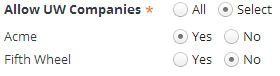 Allow UW Companies * All Select
Acme Yes No
Fifth Wheel Yes No